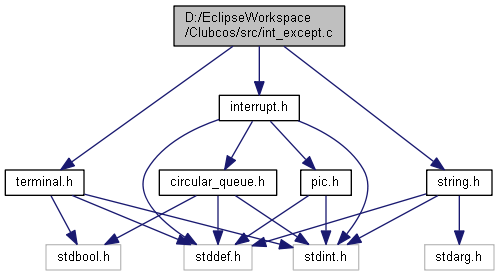 D:/EclipseWorkspace
/Clubcos/src/int_except.c
interrupt.h
terminal.h
circular_queue.h
pic.h
string.h
stdbool.h
stddef.h
stdint.h
stdarg.h